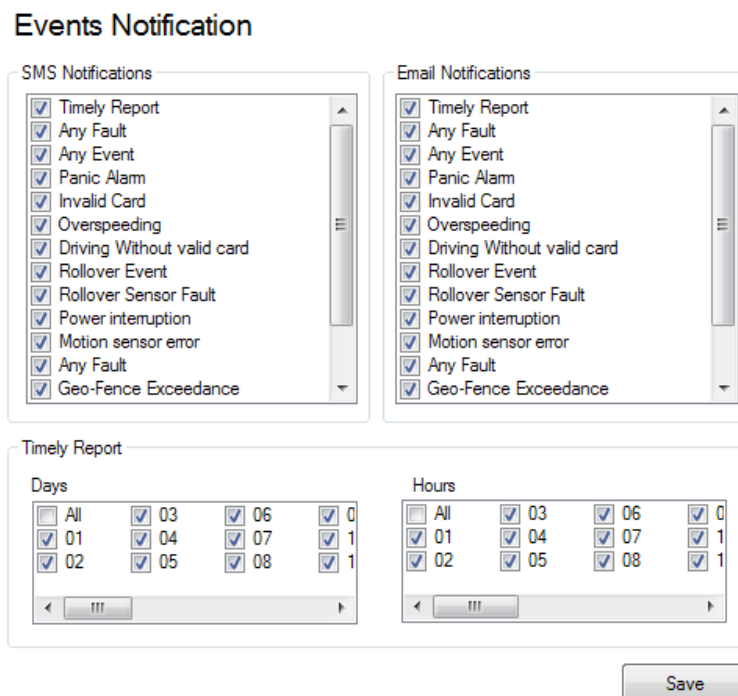 Events Notification
SMS Notifications
Timely Report
Any Fault
Any Event
Panic Alarm
Invalid Card
Overspeeding
Driving Without valid card
Rollover Event
Rollover Sensor Fault
Power interruption
Motion sensor error
Any Fault
Geo-Fence Exceedance
Email Notifications
Timely Report
Any Fault
Any Event
Panic Alarm
Invalid Card
Overspeeding
Driving Without valid card
Rollover Event
Rollover Sensor Fault
Power interruption
Motion sensor error
Any Fault
Geo-Fence Exceedance
Timely Report
Days
All 03 06
01 04 07
02 05 08
Hours
All 03 06
01 04 07
02 05 08
Save